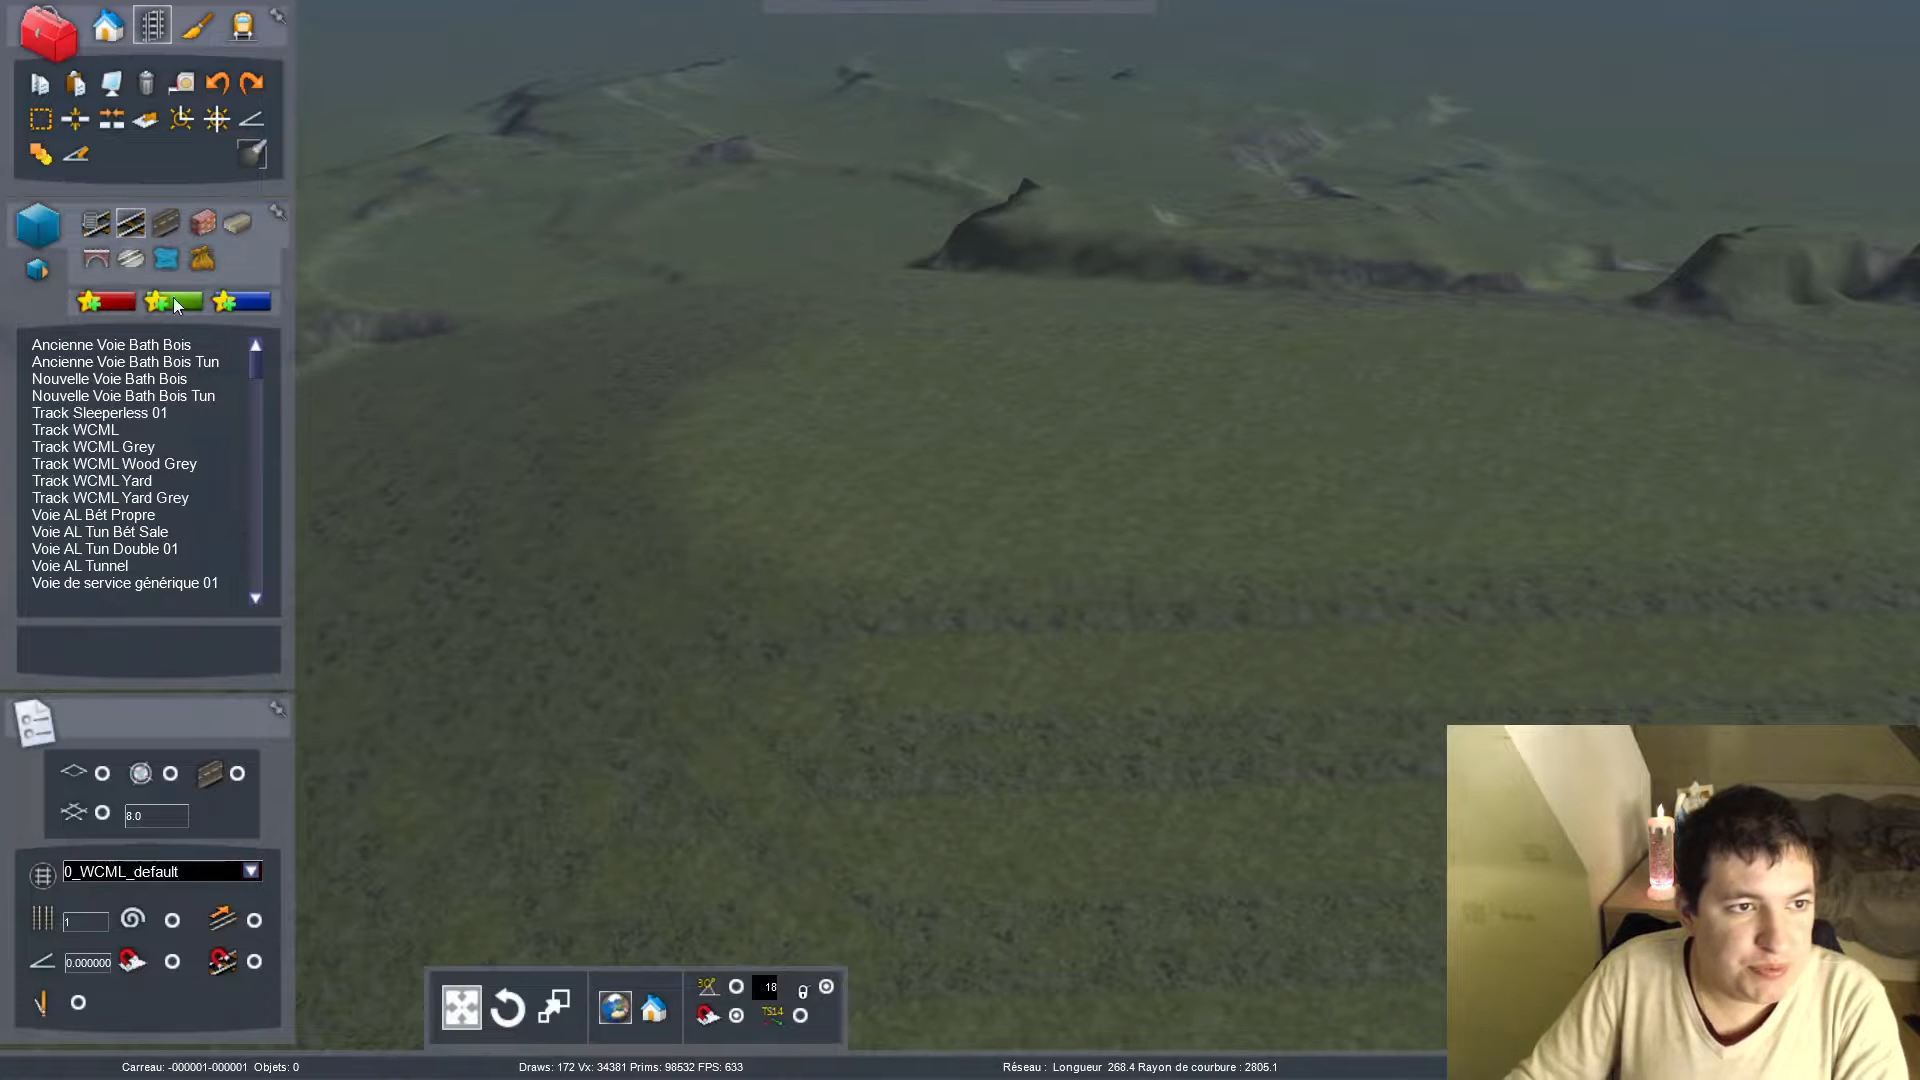 Ancienne Voie Bath Bois
Ancienne Voie Bath Bois Tun
Nouvelle Voie Bath Bois
Nouvelle Voie Bath Bois Tun
Track Sleeperless 01
Track WCML
Track WCML Grey
Track WCML Wood Grey
Track WCML Yard
Track WCML Yard Grey
Voie AL Bét Propre
Voie AL Tun Bét Sale
Voie AL Tun Double 01
Voie AL Tunnel
Voie de service générique 01
8.0
0_WCML_default
1
0.000000
30° 18
TS14
Carreau: -000001-000001 Objets: 0
Draws: 172 Vx: 34381 Prims: 98532 FPS: 633
Réseau : Longueur 268.4 Rayon de courbure : 2805.1